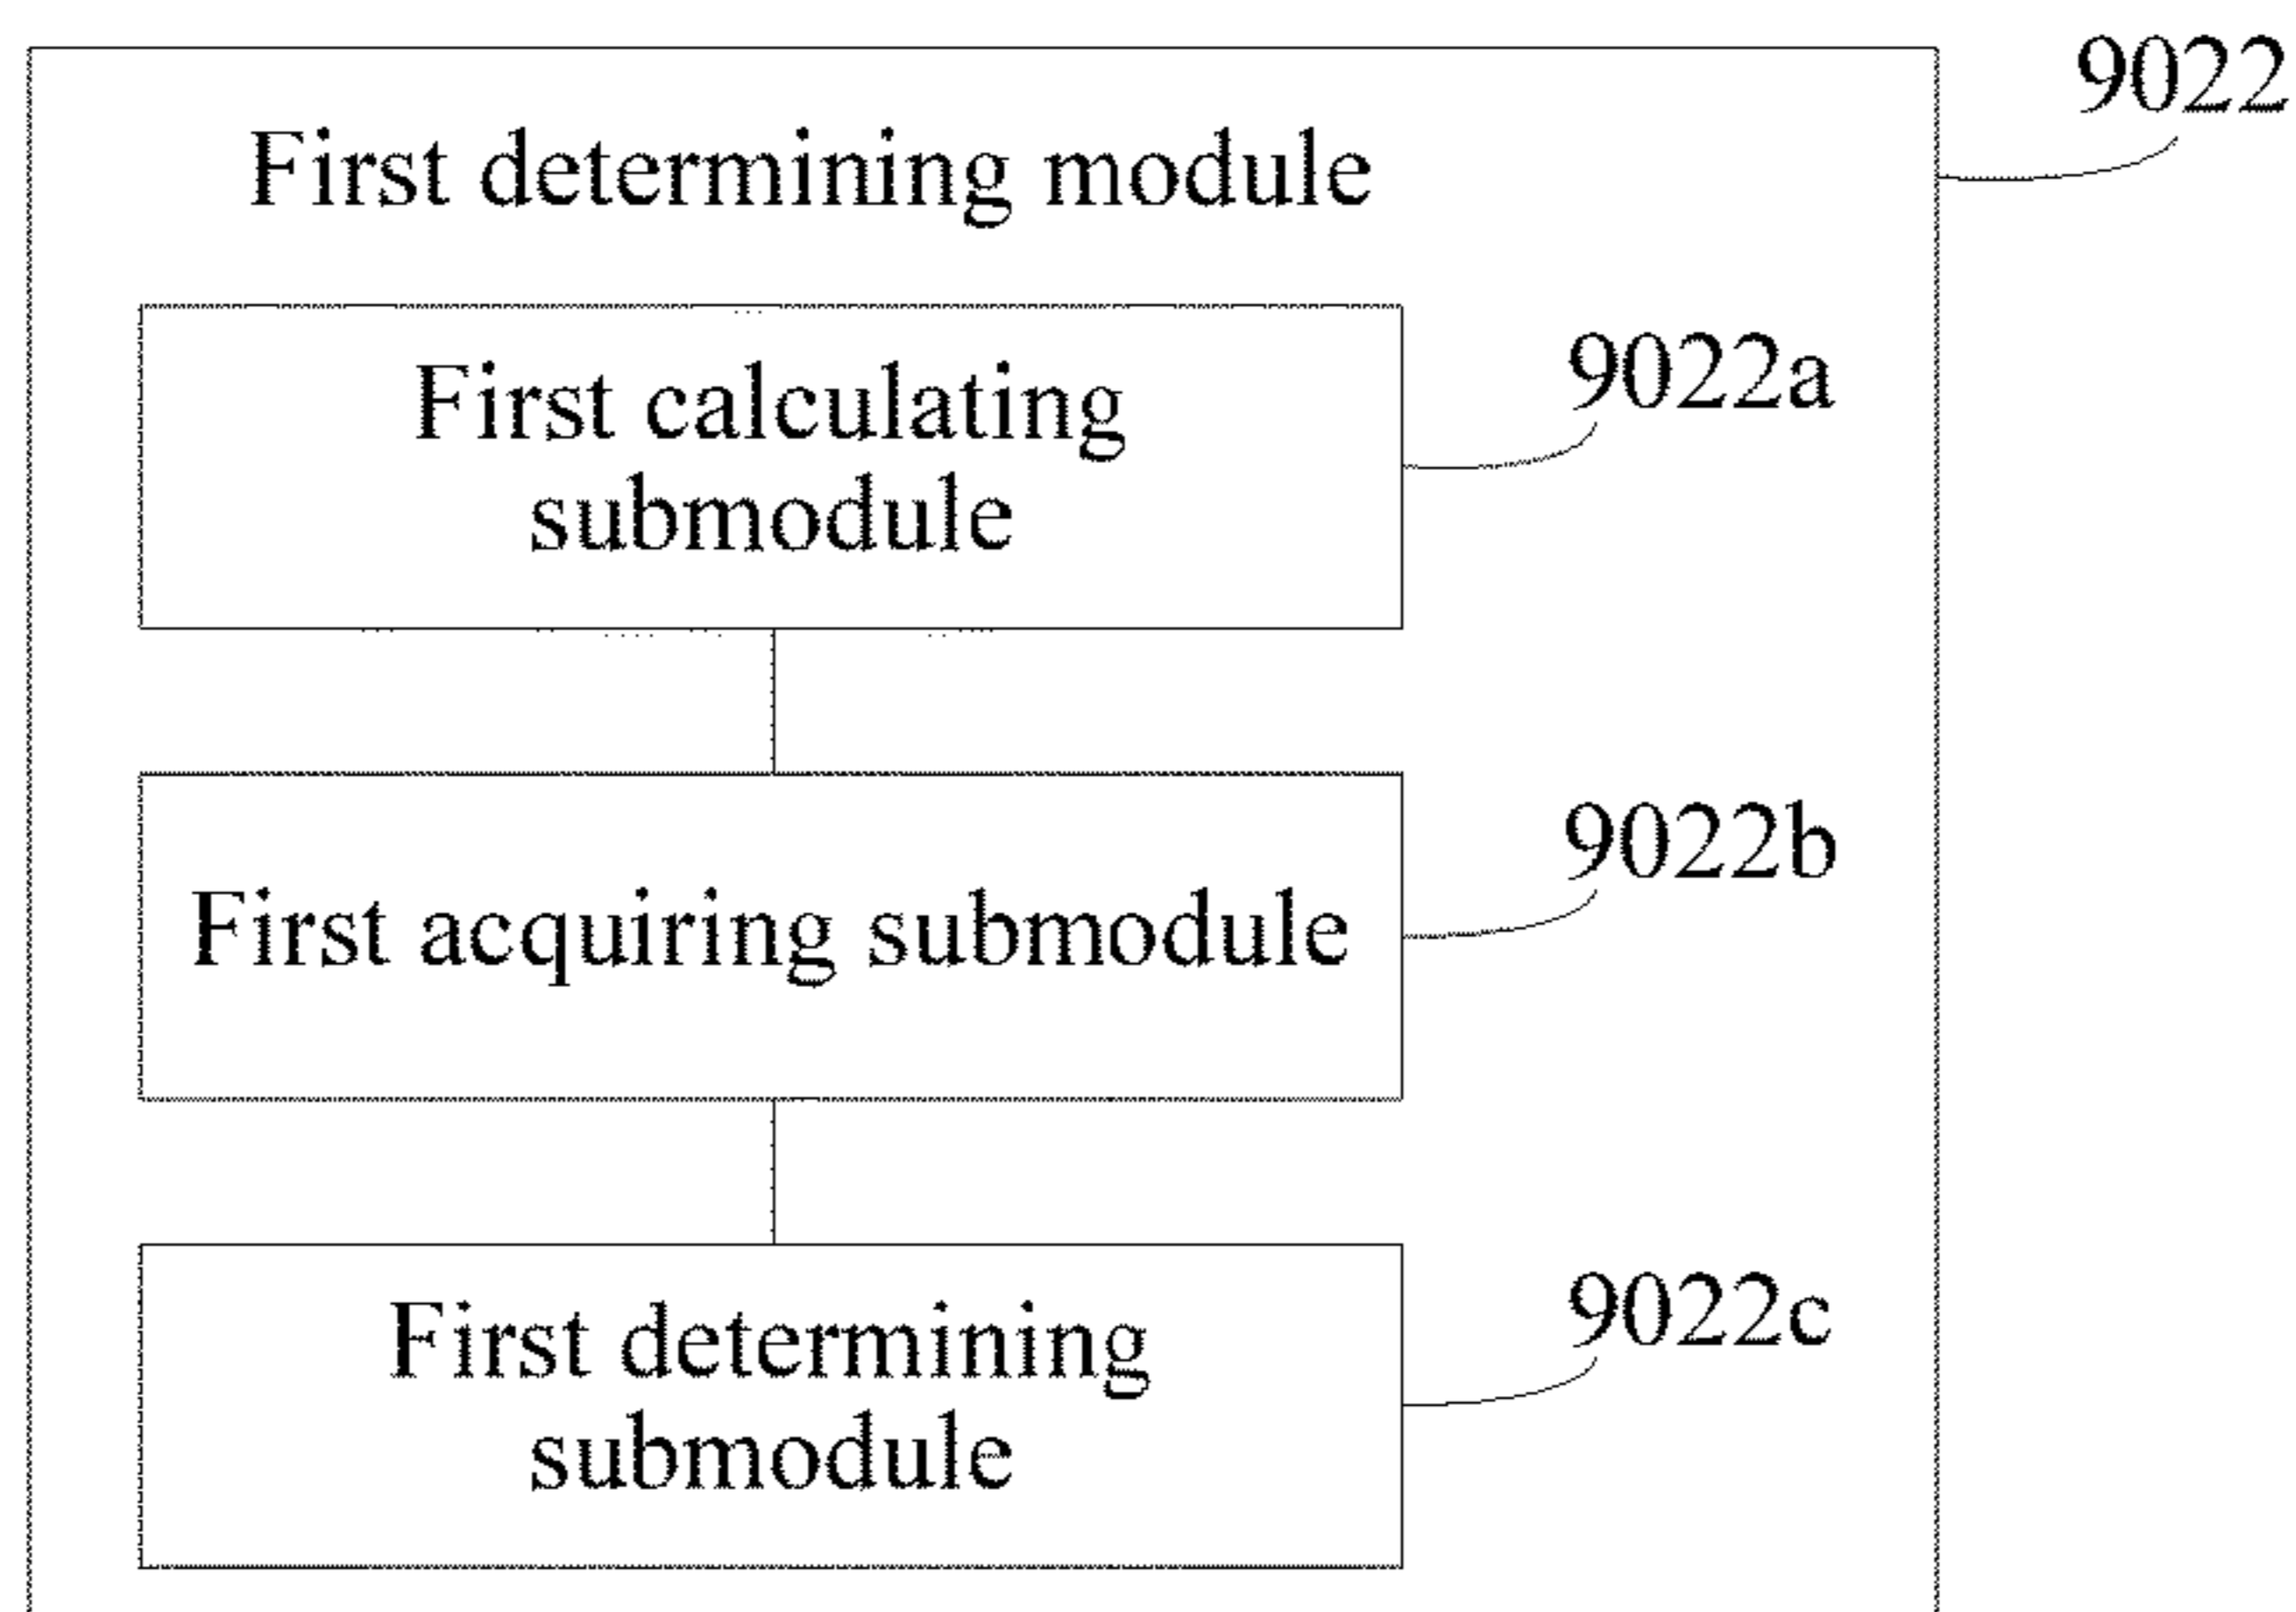 9022
First determining module
First calculating
submodule
9022a
First acquiring submodule
9022b
First determining
submodule
9022c